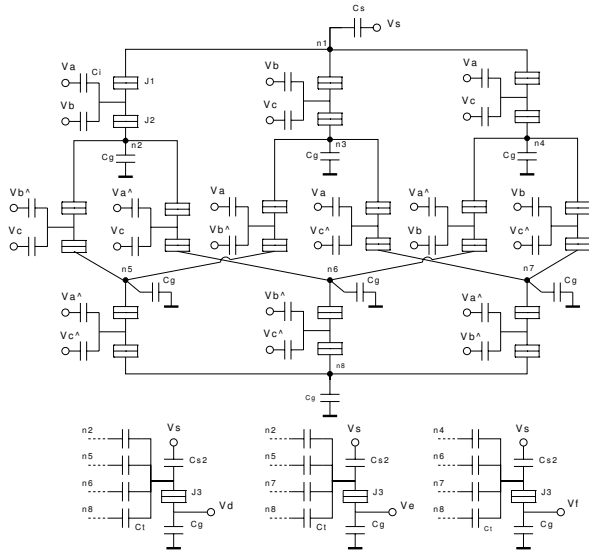 Cs
Vs
n1
Va
Ci
J1
Vb
Va
Vb
J2
Vc
Vc
n2
n3
n4
Cg
Cg
Cg
Vb^
Va^
Va
Va
Va^
Vb
Vc
Vc
Vb^
Vc^
Vb
Vc^
n5
n6
n7
Cg
Cg
Cg
Va^
Vb^
Va^
Vc^
Vc^
Vb^
n8
Cg
n2
Vs
n2
Vs
n4
Vs
n5
Cs2
n5
Cs2
n6
Cs2
n6
J3
n7
J3
n6
J3
n8
Vd
n8
Ve
n8
Vf
Ct
Cg
Ct
Cg
Ct
Cg